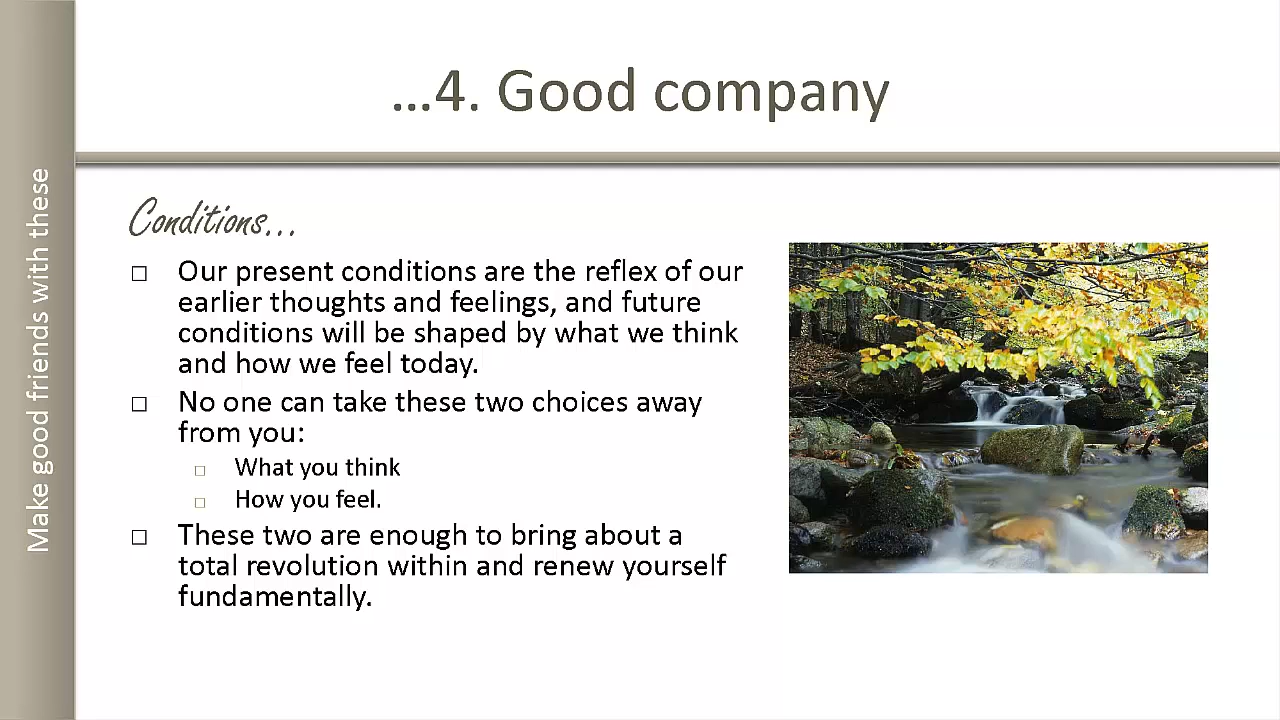 …4. Good company
Make good friends with these
Conditions…
□ Our present conditions are the reflex of our
earlier thoughts and feelings, and future
conditions will be shaped by what we think
and how we feel today.
□ No one can take these two choices away
from you:
□ What you think
□ How you feel.
□ These two are enough to bring about a
total revolution within and renew yourself
fundamentally.